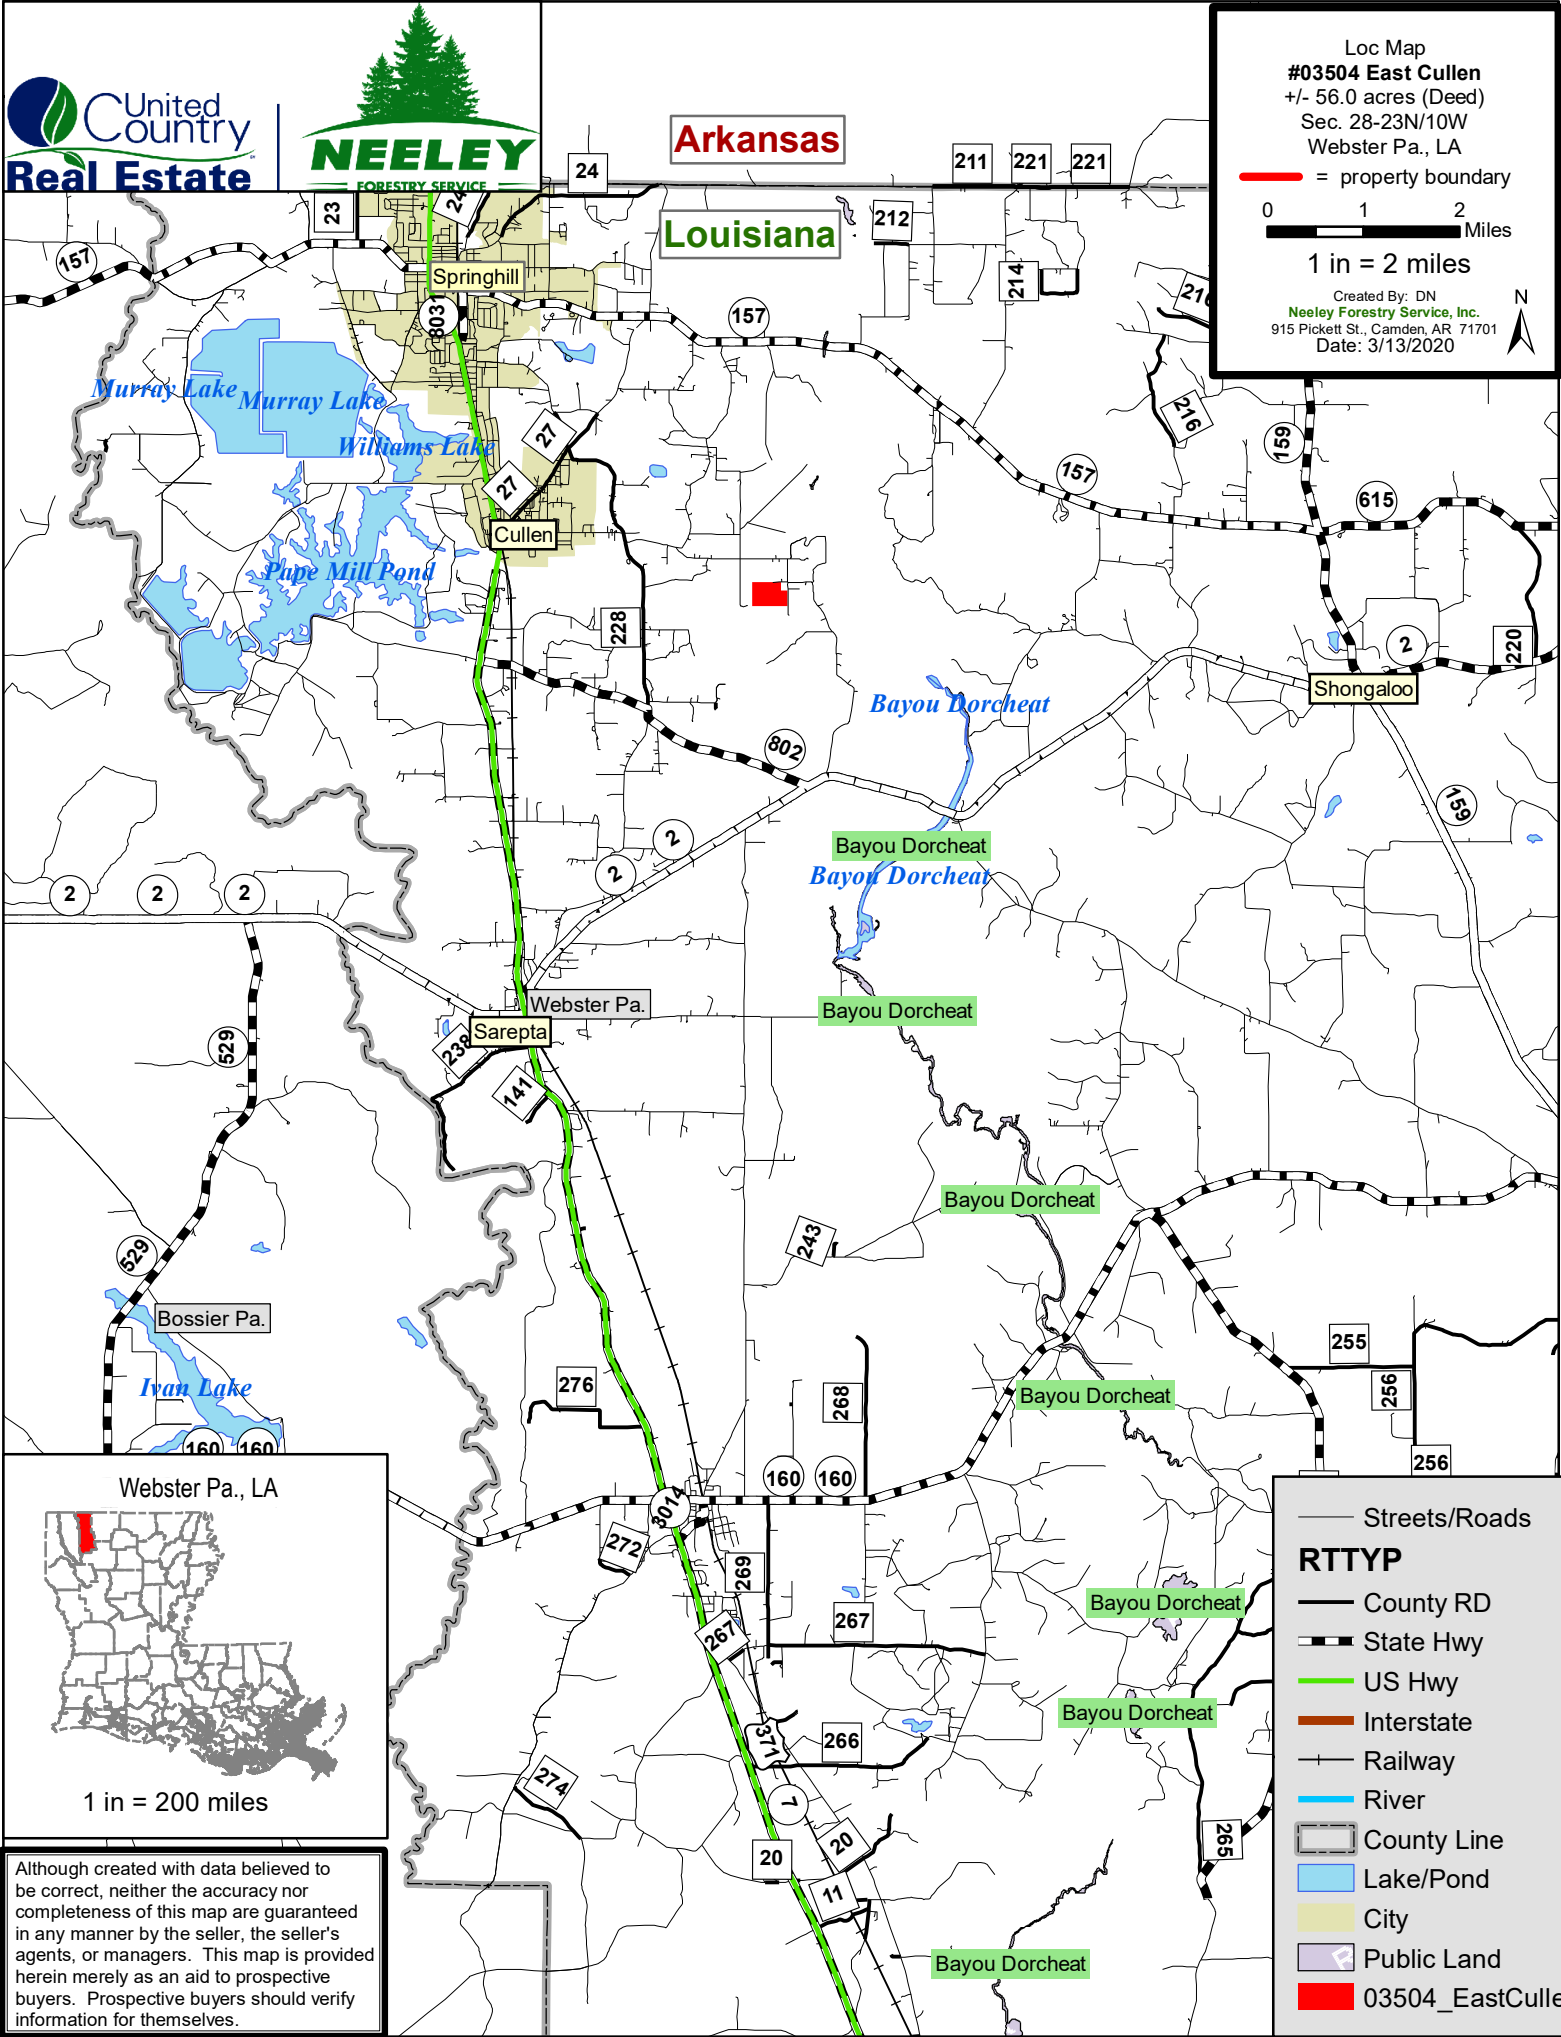 United
Country
Real Estate
NEELEY
FORESTRY SERVICE
Arkansas
Louisiana
Loc Map
#03504 East Cullen
+/- 56.0 acres (Deed)
Sec. 28-23N/10W
Webster Pa., LA
= property boundary
0 1 2
Miles
1 in = 2 miles
Created By: DN
Neeley Forestry Service, Inc.
915 Pickett St., Camden, AR 71701
Date: 3/13/2020
N
24
211
221
221
23
24
212
157
Springhill
214
216
8031
157
Murray Lake
Murray Lake
Williams Lake
27
216
159
27
157
615
Cullen
Pape Mill Pond
228
2
220
Shongaloo
Bayou Dorcheat
802
159
2
Bayou Dorcheat
2
Bayou Dorcheat
2
2
2
Webster Pa.
Bayou Dorcheat
Sarepta
238
529
141
Bayou Dorcheat
243
529
Bossier Pa.
255
Ivan Lake
276
268
Bayou Dorcheat
256
160
160
256
160
160
3014
272
269
Bayou Dorcheat
267
267
Bayou Dorcheat
371
266
274
7
20
20
265
11
Bayou Dorcheat
Webster Pa., LA
1 in = 200 miles
Although created with data believed to
be correct, neither the accuracy nor
completeness of this map are guaranteed
in any manner by the seller, the seller's
agents, or managers. This map is provided
herein merely as an aid to prospective
buyers. Prospective buyers should verify
information for themselves.
Streets/Roads
RTTYP
County RD
State Hwy
US Hwy
Interstate
Railway
River
County Line
Lake/Pond
City
Public Land
03504_EastCulle